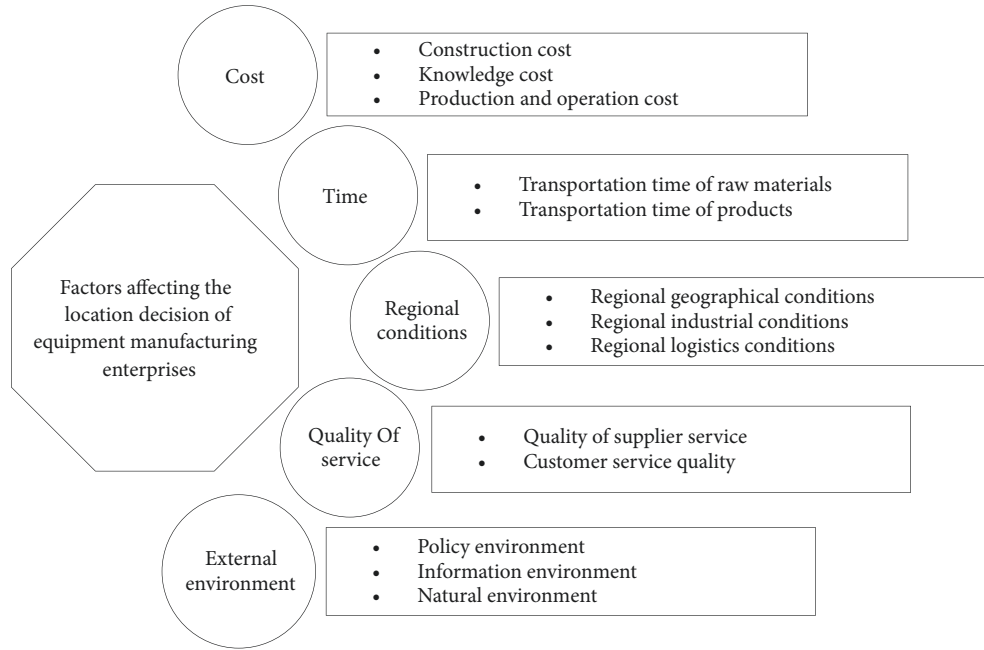 Cost
• Construction cost
• Knowledge cost
• Production and operation cost
Time
• Transportation time of raw materials
• Transportation time of products
Factors affecting the
location decision of
equipment manufacturing
enterprises
Regional
conditions
• Regional geographical conditions
• Regional industrial conditions
• Regional logistics conditions
Quality Of
service
• Quality of supplier service
• Customer service quality
External
environment
• Policy environment
• Information environment
• Natural environment